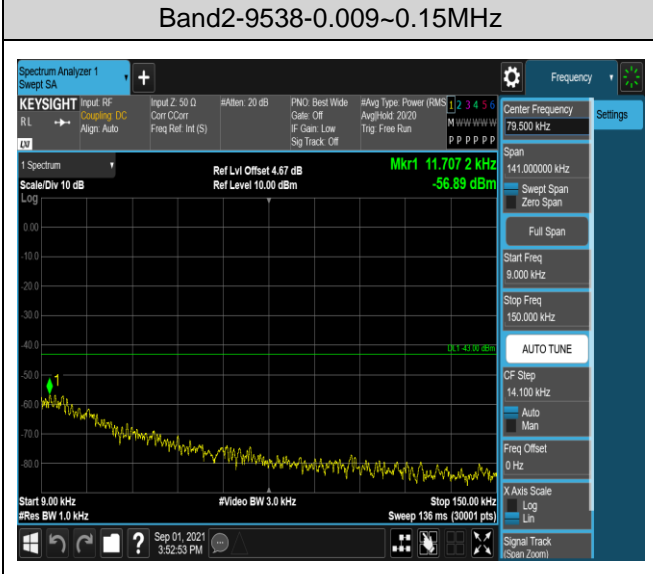 Band2-9538-0.009~0.15MHz
Spectrum Analyzer 1
Swept SA
+
Frequency
KEYSIGHT
R L
LXI
Input: RF
Coupling: DC
Align: Auto
Input Z: 50 Ω
Corr CCorr
Freq Ref: Int (S)
#Atten: 20 dB
PNO: Best Wide
Gate: Off
IF Gain: Low
Sig Track: Off
#Avg Type: Power (RMS
Avg|Hold: 20/20
Trig: Free Run
1 2 3 4 5 6
M W W W W W
P P P P P P
1 Spectrum
Scale/Div 10 dB
Log
Ref Lvl Offset 4.67 dB
Ref Level 10.00 dBm
Mkr1 11.707 2 kHz
-56.89 dBm
0.00
-10.0
-20.0
-30.0
-40.0
-50.0
-60.0
-70.0
-80.0
DL1 -43.00 dBm
1
Start 9.00 kHz
#Res BW 1.0 kHz
#Video BW 3.0 kHz
Stop 150.00 kHz
Sweep 136 ms (30001 pts)
Center Frequency
79.500 kHz
Settings
Span
141.000000 kHz
Swept Span
Zero Span
Full Span
Start Freq
9.000 kHz
Stop Freq
150.000 kHz
AUTO TUNE
CF Step
14.100 kHz
Auto
Man
Freq Offset
0 Hz
X Axis Scale
Log
Lin
Signal Track
(Span Zoom)
?
Sep 01, 2021
3:52:53 PM